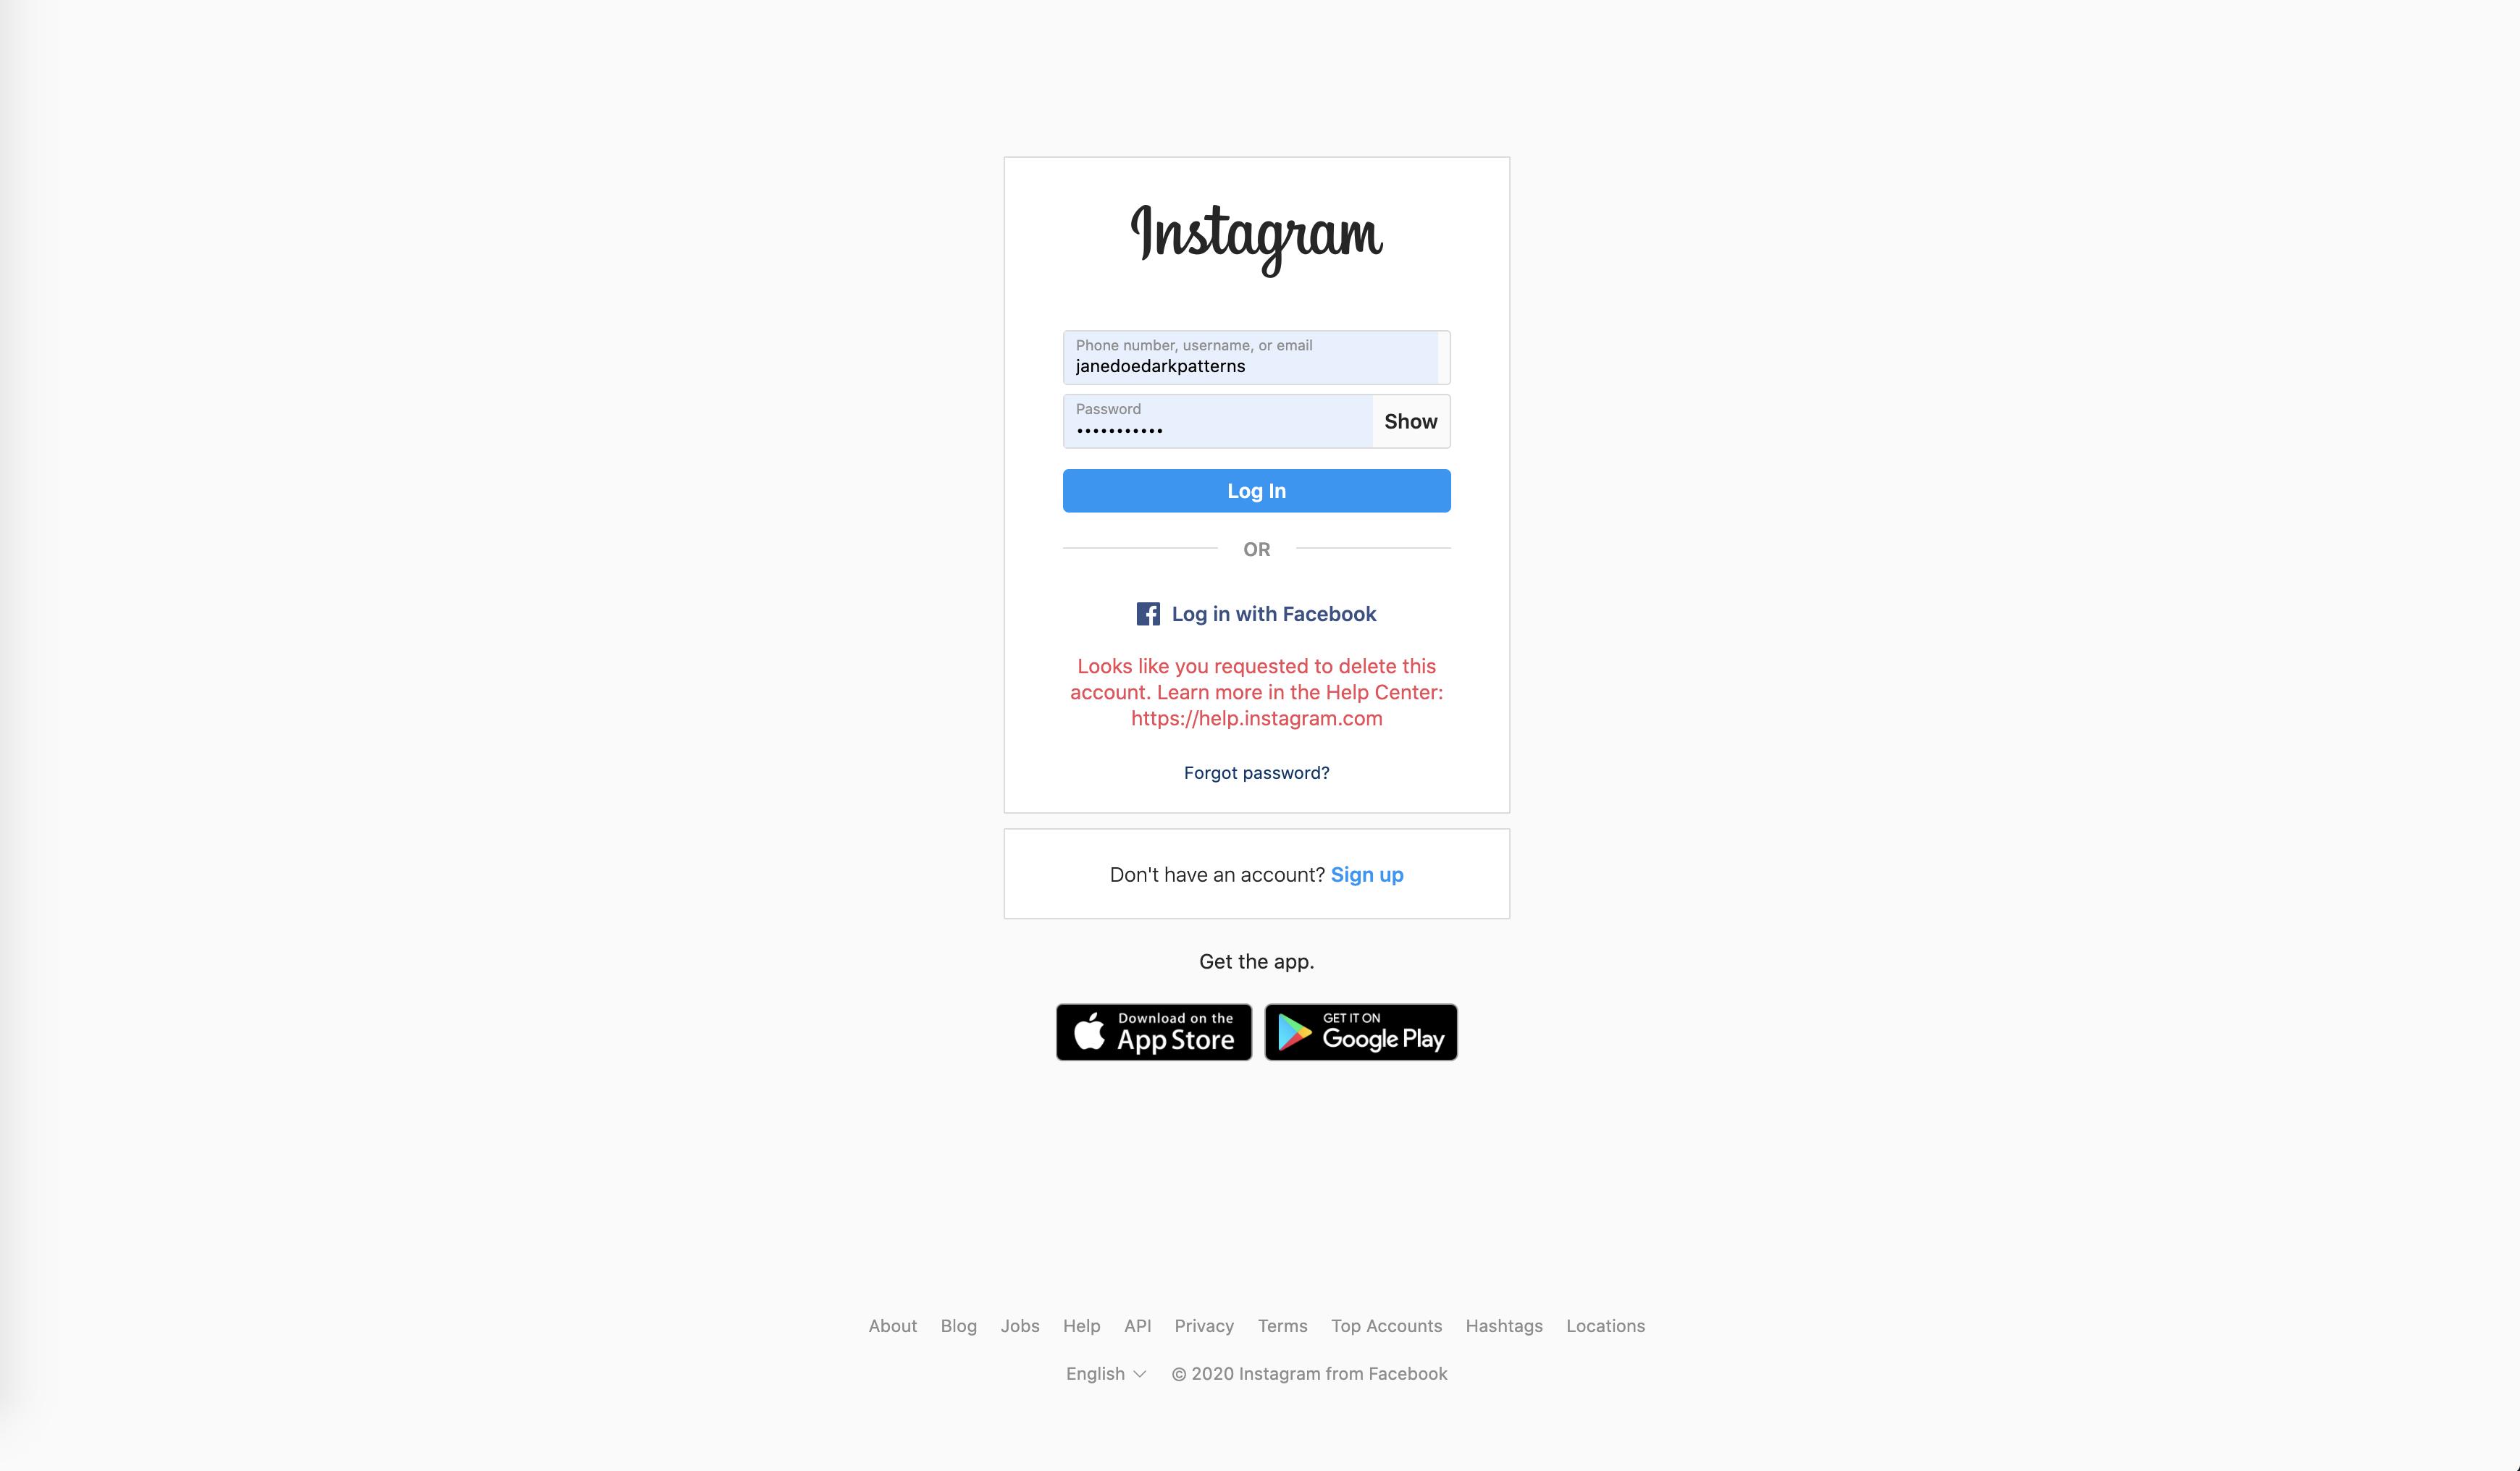 Instagram
Phone number, username, or email
janedoedarkpatterns
Password
•••••••••••
Show
Log In
OR
Log in with Facebook
Looks like you requested to delete this
account. Learn more in the Help Center:
https://help.instagram.com
Forgot password?
Don't have an account? Sign up
Get the app.
Download on the
App Store
GET IT ON
Google Play
About Blog Jobs Help API Privacy Terms Top Accounts Hashtags Locations
English © 2020 Instagram from Facebook